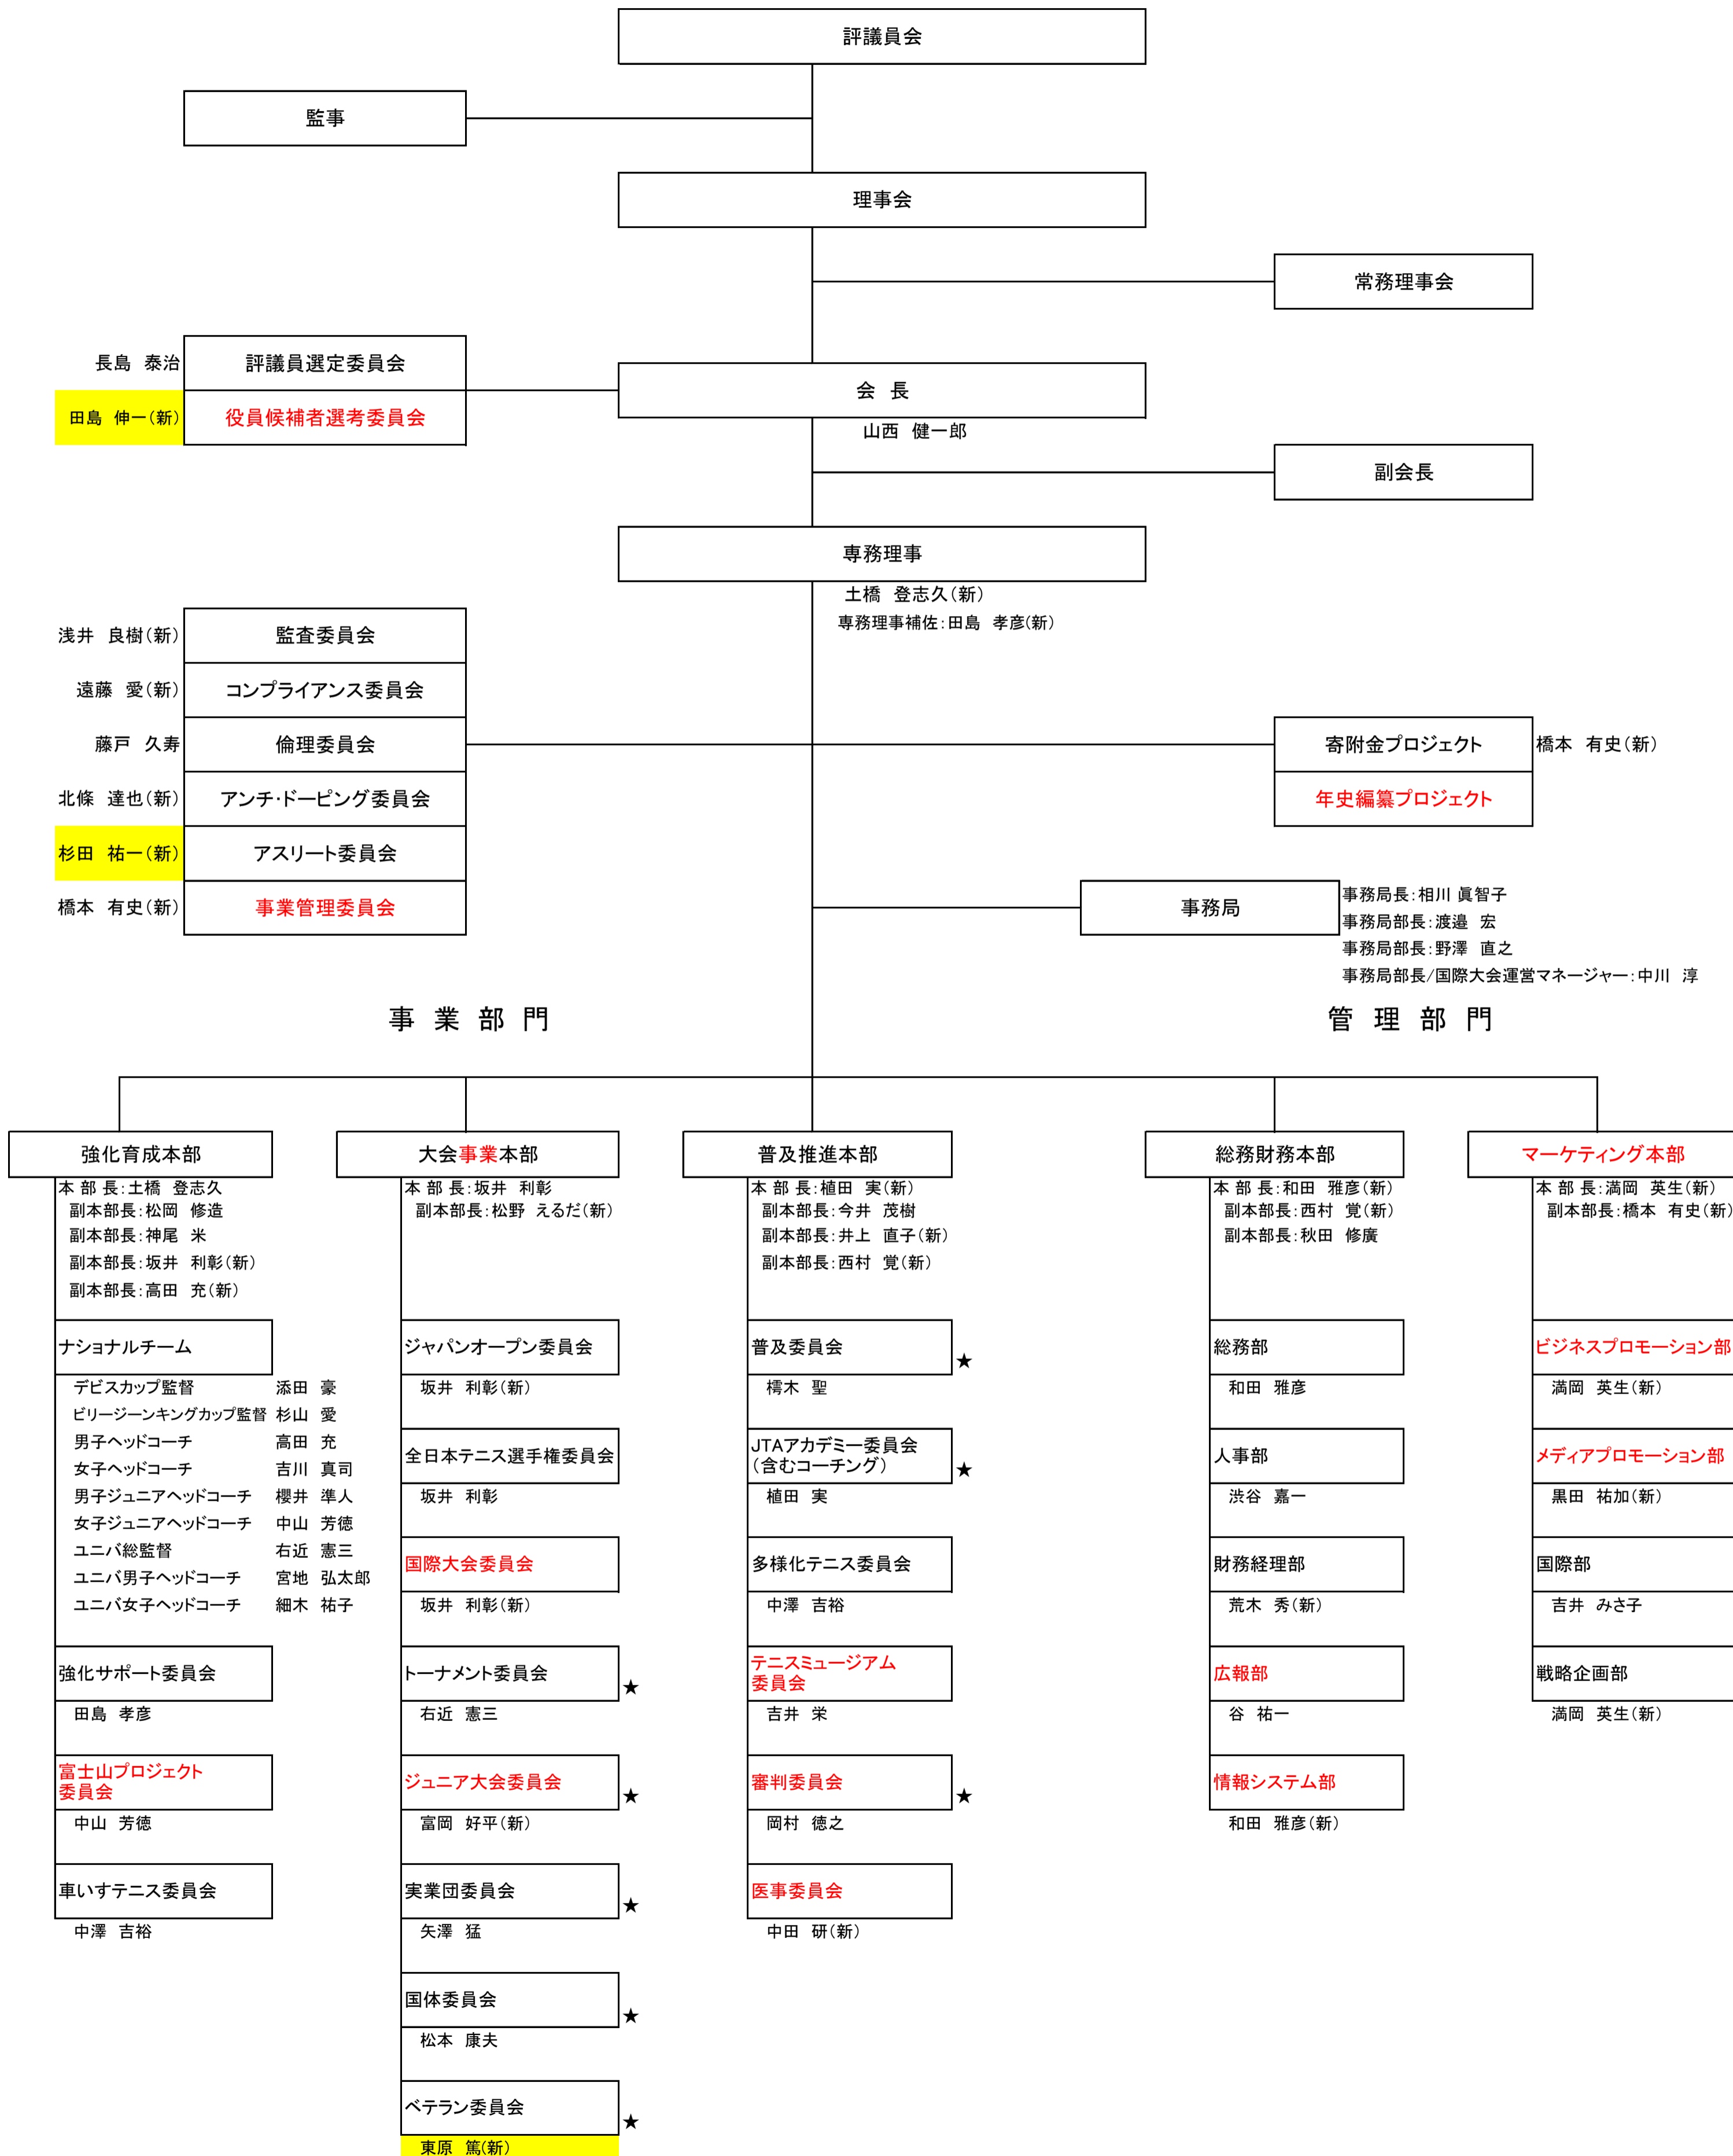 評議員会
監事
理事会
常務理事会
長島　泰治
評議員選定委員会
田島　伸一(新)
役員候補者選考委員会
会　長
山西　健一郎
副会長
専務理事
土橋　登志久(新)
専務理事補佐:田島　孝彦(新)
浅井　良樹(新)
監査委員会
遠藤　愛(新)
コンプライアンス委員会
藤戸　久寿
倫理委員会
北條　達也(新)
アンチ・ドーピング委員会
杉田　祐一(新)
アスリート委員会
橋本　有史(新)
事業管理委員会
寄附金プロジェクト
橋本　有史(新)
年史編纂プロジェクト
事務局
事務局長:相川 眞智子
事務局部長:渡邉　宏
事務局部長:野澤　直之
事務局部長/国際大会運営マネージャー:中川　淳
事　業　部　門
管　理　部　門
強化育成本部
本 部 長:土橋　登志久
副本部長:松岡　修造
副本部長:神尾　米
副本部長:坂井　利彰(新)
副本部長:高田　充(新)
ナショナルチーム
デビスカップ監督　添田　豪
ビリージーンキングカップ監督　杉山　愛
男子ヘッドコーチ　高田　充
女子ヘッドコーチ　吉川　真司
男子ジュニアヘッドコーチ　櫻井　準人
女子ジュニアヘッドコーチ　中山　芳徳
ユニバ総監督　右近　憲三
ユニバ男子ヘッドコーチ　宮地　弘太郎
ユニバ女子ヘッドコーチ　細木　祐子
強化サポート委員会
田島　孝彦
富士山プロジェクト
委員会
中山　芳徳
車いすテニス委員会
中澤　吉裕
大会事業本部
本 部 長:坂井　利彰
副本部長:松野　えるだ(新)
ジャパンオープン委員会
坂井　利彰(新)
全日本テニス選手権委員会
坂井　利彰
国際大会委員会
坂井　利彰(新)
トーナメント委員会
★
右近　憲三
ジュニア大会委員会
★
富岡　好平(新)
実業団委員会
★
矢澤　猛
国体委員会
★
松本　康夫
ベテラン委員会
★
東原　篤(新)
普及推進本部
本 部 長:植田　実(新)
副本部長:今井　茂樹
副本部長:井上　直子(新)
副本部長:西村　覚(新)
普及委員会
★
樗木　聖
JTAアカデミー委員会
(含むコーチング)
★
植田　実
多様化テニス委員会
中澤　吉裕
テニスミュージアム
委員会
吉井　栄
審判委員会
★
岡村　徳之
医事委員会
中田　研(新)
総務財務本部
本 部 長:和田　雅彦(新)
副本部長:西村　覚(新)
副本部長:秋田　修廣
総務部
和田　雅彦
人事部
渋谷　嘉一
財務経理部
荒木　秀(新)
広報部
谷　祐一
情報システム部
和田　雅彦(新)
マーケティング本部
本 部 長:満岡　英生(新)
副本部長:橋本　有史(新)
ビジネスプロモーション部
満岡　英生(新)
メディアプロモーション部
黒田　祐加(新)
国際部
吉井　みさ子
戦略企画部
満岡　英生(新)